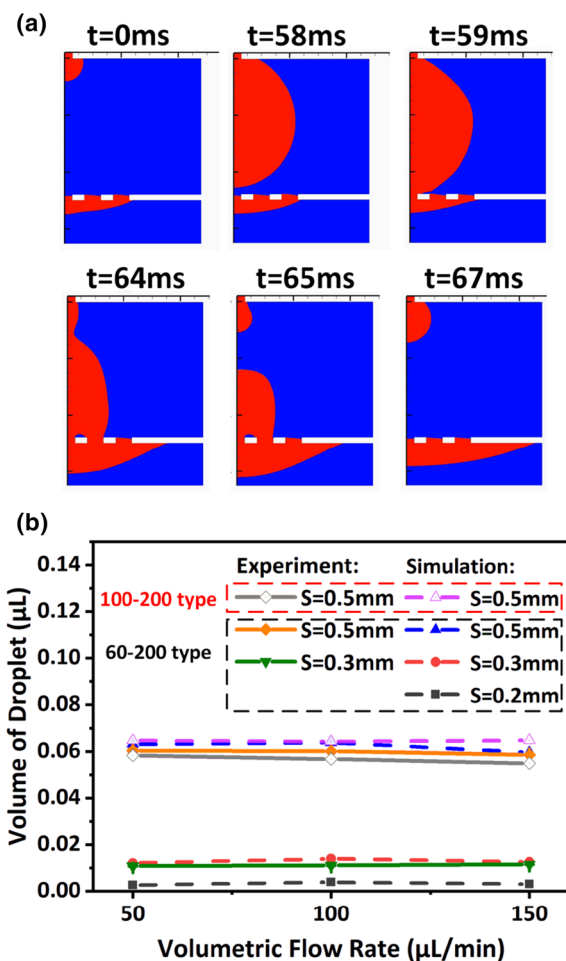 (a)
t=0ms t=58ms t=59ms
t=64ms t=65ms t=67ms
(b)
0.14
0.12
0.10
0.08
0.06
0.04
0.02
0.00
Volume of Droplet (µL)
Experiment: Simulation:
100-200 type S=0.5mm S=0.5mm
60-200 type S=0.5mm S=0.5mm
S=0.3mm S=0.3mm
S=0.2mm
50 100 150
Volumetric Flow Rate (µL/min)